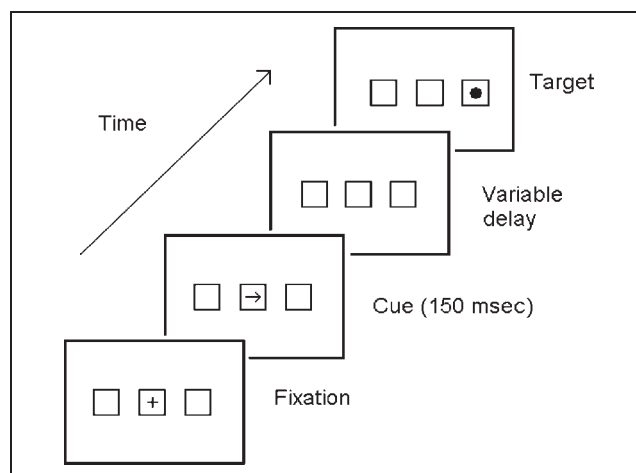 Target
Time
Variable
delay
Cue (150 msec)
Fixation